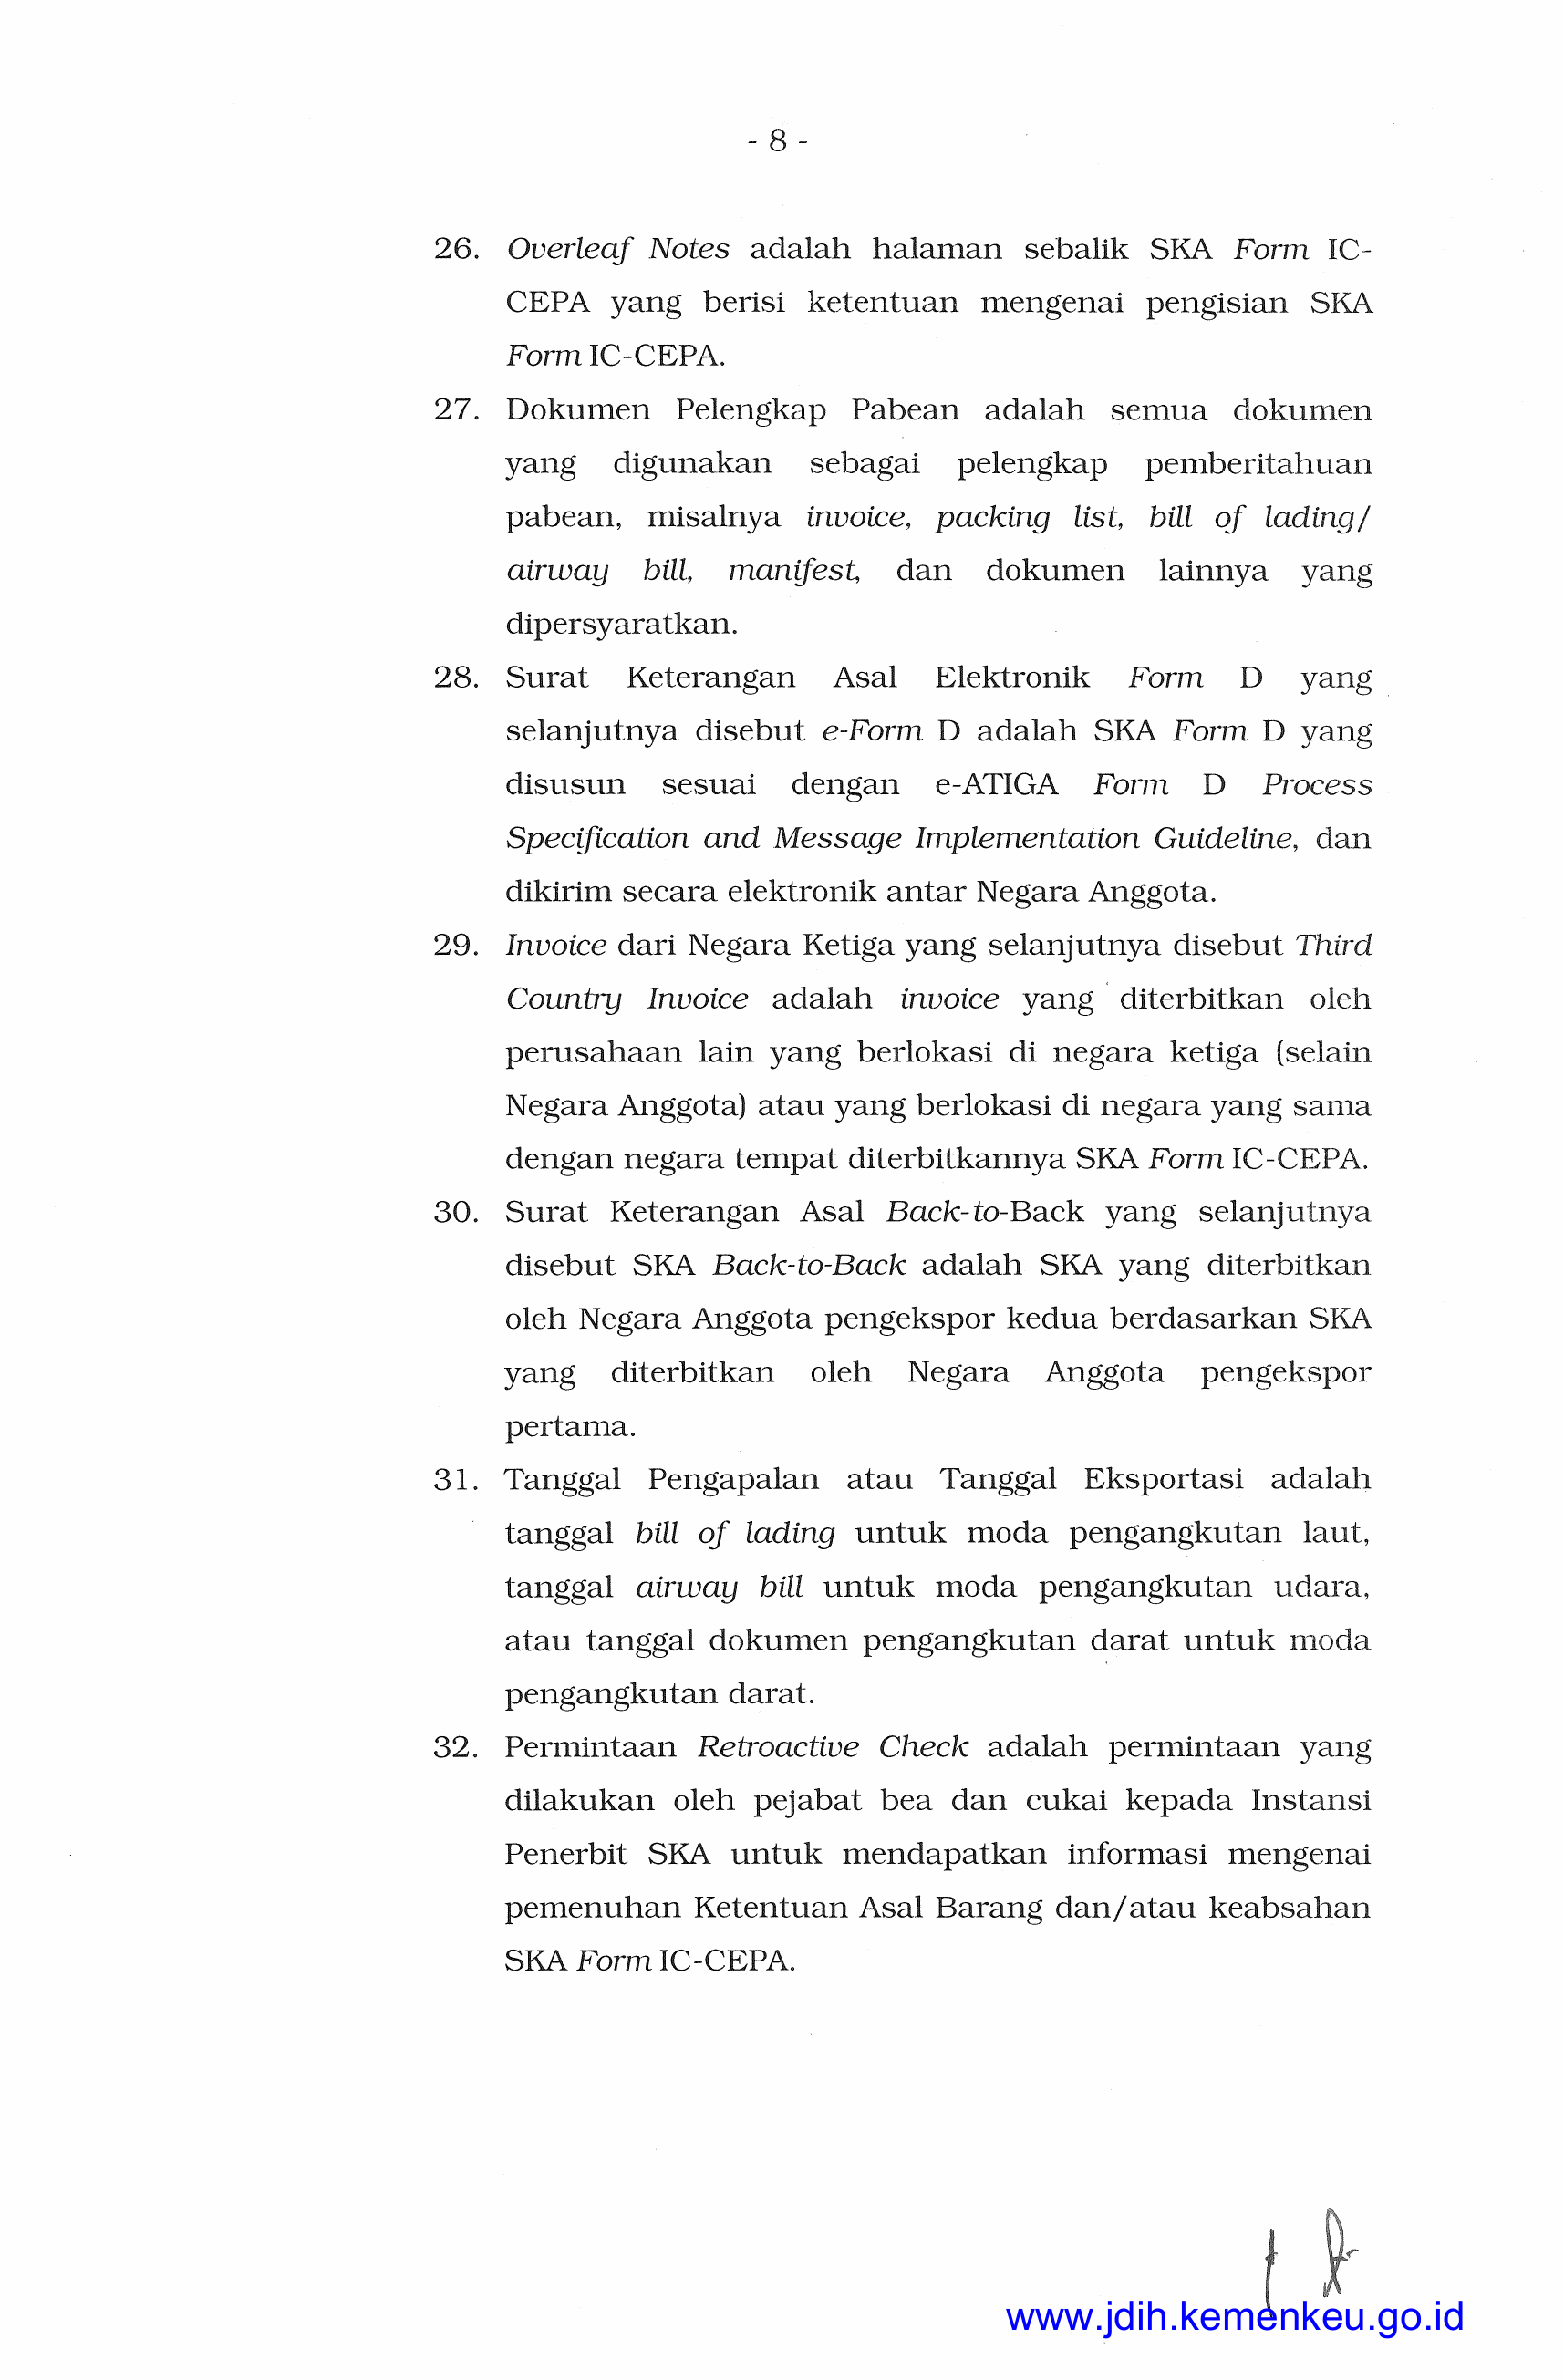 - 8 -
26. Overleaf Notes adalah halaman sebalik SKA Form IC-
CEPA yang berisi ketentuan mengenai pengisian SKA
Form IC-CEPA.
27. Dokumen Pelengkap Pabean adalah semua dokumen
yang digunakan sebagai pelengkap pemberitahuan
pabean, misalnya invoice, packing list, bill of lading/
airway bill, manifest, dan dokumen lainnya yang
dipersyaratkan.
28. Surat Keterangan Asal Elektronik Form D yang
selanjutnya disebut e-Form D adalah SKA Form D yang
disusun sesuai dengan e-ATIGA Form D Process
Specification and Message Implementation Guideline, dan
dikirim secara elektronik antar Negara Anggota.
29. Invoice dari Negara Ketiga yang selanjutnya disebut Third
Country Invoice adalah invoice yang diterbitkan oleh
perusahaan lain yang berlokasi di negara ketiga (selain
Negara Anggota) atau yang berlokasi di negara yang sama
dengan negara tempat diterbitkannya SKA Form IC-CEPA.
30. Surat Keterangan Asal Back-to-Back yang selanjutnya
disebut SKA Back-to-Back adalah SKA yang diterbitkan
oleh Negara Anggota pengekspor kedua berdasarkan SKA
yang diterbitkan oleh Negara Anggota pengekspor
pertama.
31. Tanggal Pengapalan atau Tanggal Eksportasi adalah
tanggal bill of lading untuk moda pengangkutan laut,
tanggal airway bill untuk moda pengangkutan udara,
atau tanggal dokumen pengangkutan darat untuk moda
pengangkutan darat.
32. Permintaan Retroactive Check adalah permintaan yang
dilakukan oleh pejabat bea dan cukai kepada Instansi
Penerbit SKA untuk mendapatkan informasi mengenai
pemenuhan Ketentuan Asal Barang dan/atau keabsahan
SKA Form IC-CEPA.
www.jdih.kemenkeu.go.id